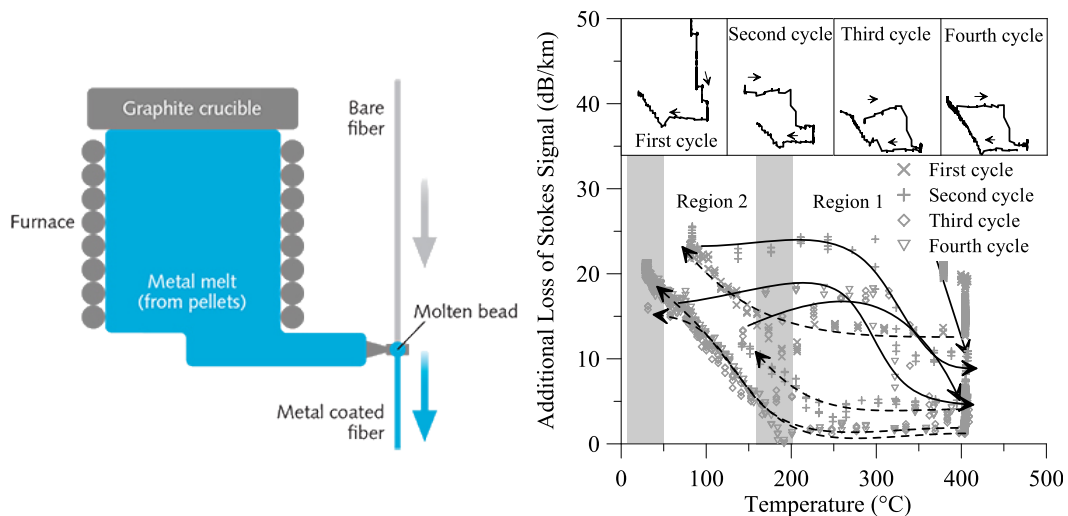 Graphite crucible
Bare
fiber
Furnace
Metal melt
(from pellets)
Molten bead
Metal coated
fiber
Additional Loss of Stokes Signal (dB/km)
50
40
30
20
10
0
First cycle
Second cycle
Third cycle
Fourth cycle
First cycle
Second cycle
Third cycle
Fourth cycle
Region 2
Region 1
0
100
200
300
400
500
Temperature (°C)